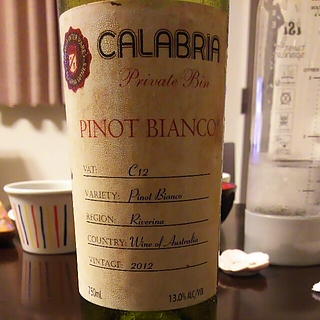 CALABRIA
Private Bin
PINOT BIANCO
VAT: C12
VARIETY: Pinot Bianco
REGION: Riverina
COUNTRY: Wine of Australia
VINTAGE: 2012
750mL 13.0% ALC/VOL